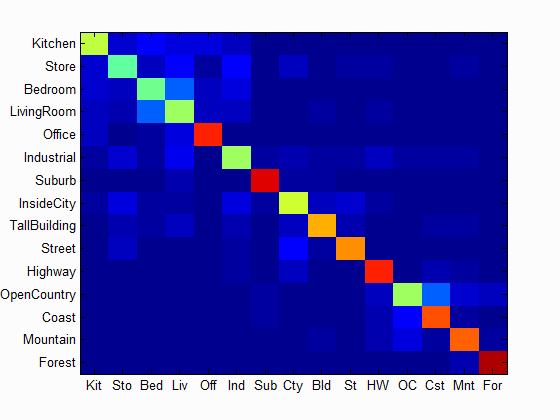 Kitchen
Store
Bedroom
LivingRoom
Office
Industrial
Suburb
InsideCity
TallBuilding
Street
Highway
OpenCountry
Coast
Mountain
Forest
Kit Sto Bed Liv Off Ind Sub Cty Bld St HW OC Cst Mnt For